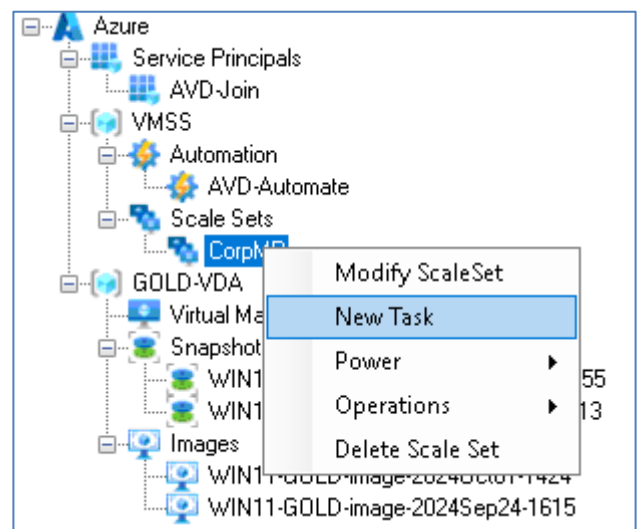 Azure
Service Principals
AVD-Join
VMSS
Automation
AVD-Automate
Scale Sets
CorpMP
Modify ScaleSet
GOLD-VDA
New Task
Virtual Ma
Power
Snapshot
WIN1 55
Operations
WIN1 13
Delete Scale Set
Images
WIN11-GOLD-image-2024Oct01-1424
WIN11-GOLD-image-2024Sep24-1615